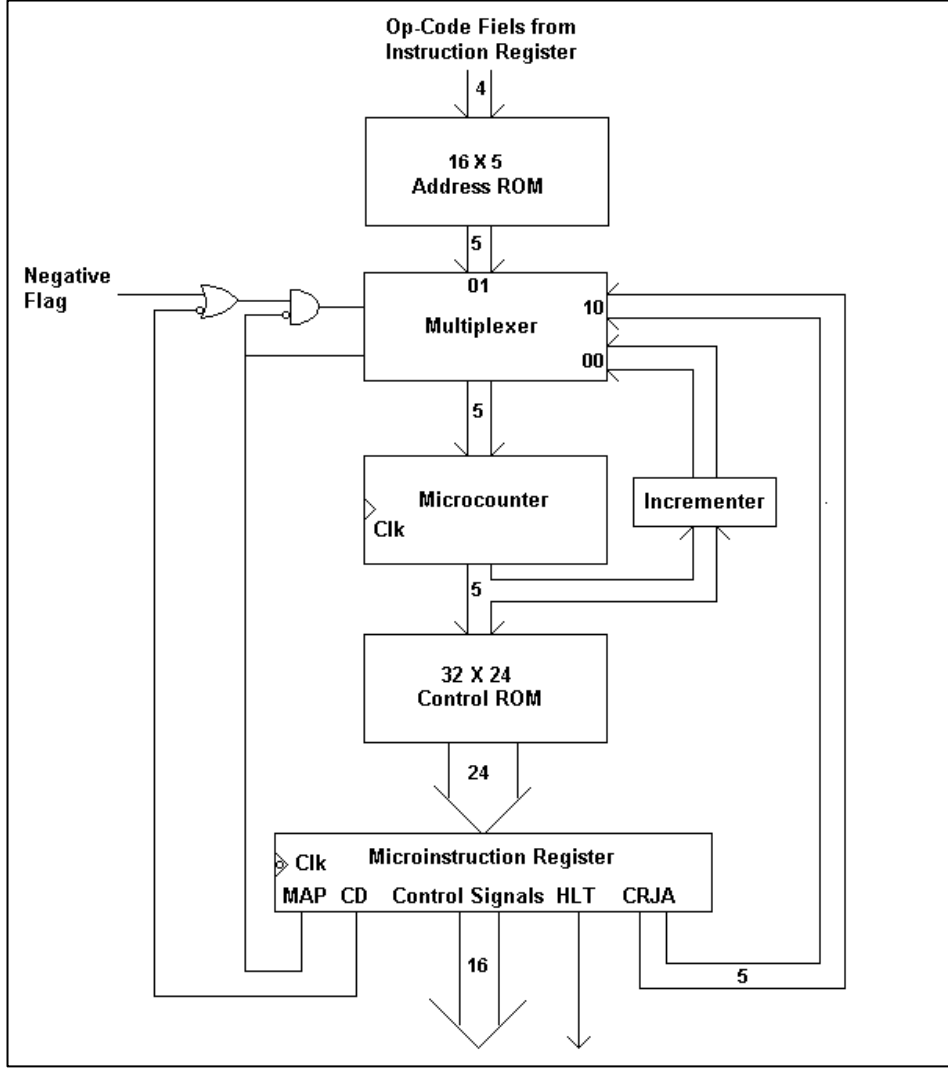 Op-Code Fiels from
Instruction Register
4
16 X 5
Address ROM
5
Negative
Flag
01
10
Multiplexer
00
5
Microcounter
Clk
Incrementer
5
32 X 24
Control ROM
24
Microinstruction Register
Clk
MAP CD Control Signals HLT CRJA
16
5